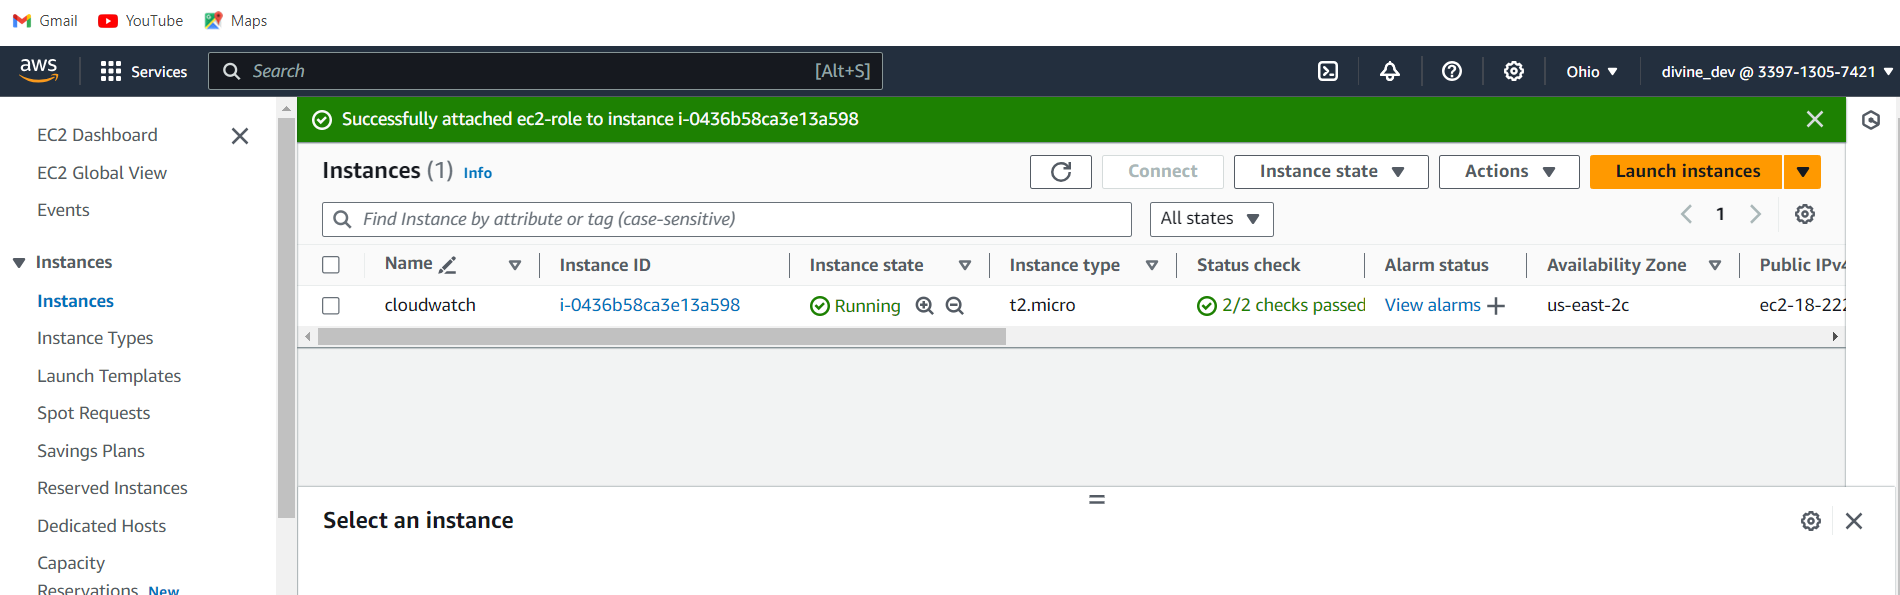 Gmail YouTube Maps
aws Services Search [Alt+S] Ohio divine_dev @ 3397-1305-7421
EC2 Dashboard
EC2 Global View
Events
Instances
Instances
Instance Types
Launch Templates
Spot Requests
Savings Plans
Reserved Instances
Dedicated Hosts
Capacity
Reservations New
Successfully attached ec2-role to instance i-0436b58ca3e13a598
Instances (1) Info Connect Instance state Actions Launch instances
Find Instance by attribute or tag (case-sensitive) All states 1
Name Instance ID Instance state Instance type Status check Alarm status Availability Zone Public IPv4
cloudwatch i-0436b58ca3e13a598 Running t2.micro 2/2 checks passed View alarms us-east-2c ec2-18-222
Select an instance